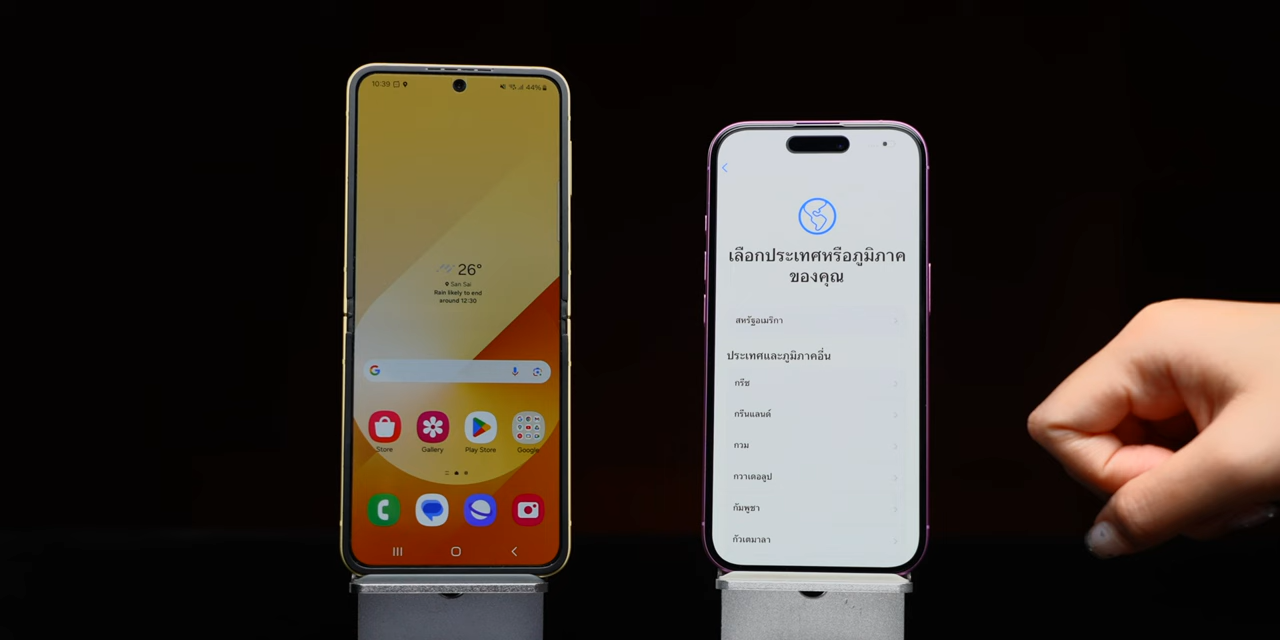 10:39
44%
26°
San Sai
Rain likely to end
around 12:30
G
Store
Gallery
Play Store
Google
เลือกประเทศหรือภูมิภาค
ของคุณ
สหรัฐอเมริกา
ประเทศและภูมิภาคอื่น
กรีซ
กรีนแลนด์
กวม
กวาเดอลูป
กัมพูชา
กัวเตมาลา